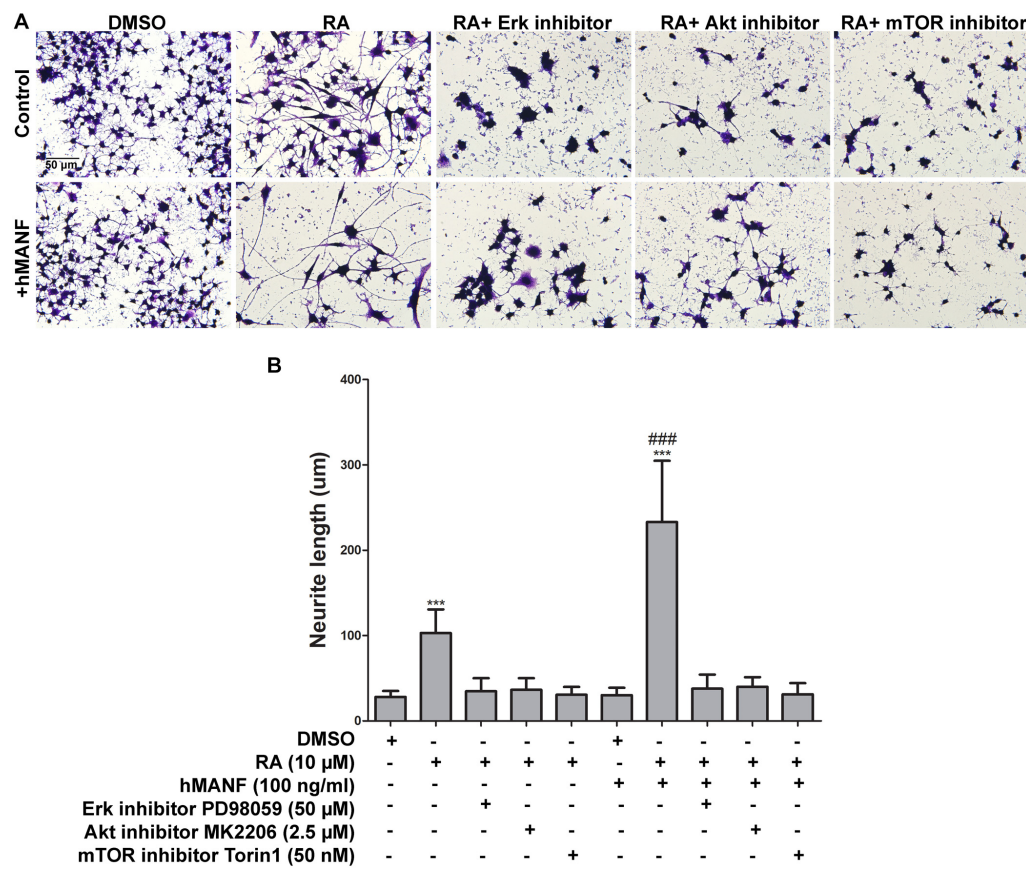 A
DMSO RA RA+ Erk inhibitor RA+ Akt inhibitor RA+ mTOR inhibitor
Control
50 µm
+hMANF
B
Neurite length (um)
400
300
200
100
0
***
###
***
DMSO + - - - - + - - - -
RA (10 µM) - + + + + - + + + +
hMANF (100 ng/ml) - - - - - + + + + +
Erk inhibitor PD98059 (50 µM) - - + - - - - + - -
Akt inhibitor MK2206 (2.5 µM) - - - + - - - - + -
mTOR inhibitor Torin1 (50 nM) - - - - + - - - - +